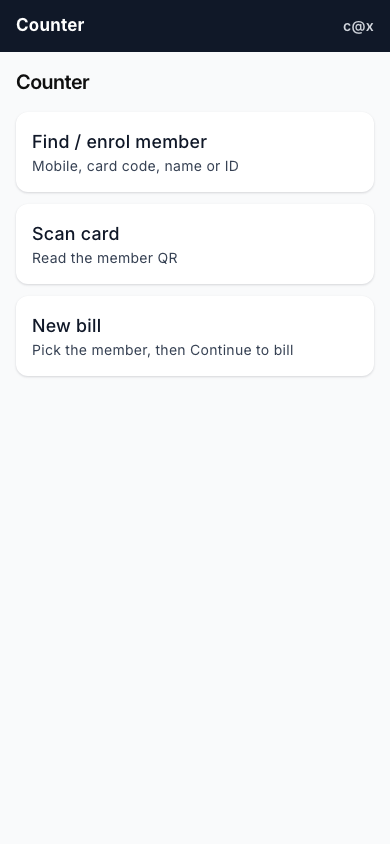 Counter
c@x
Counter
Find / enrol member
Mobile, card code, name or ID
Scan card
Read the member QR
New bill
Pick the member, then Continue to bill